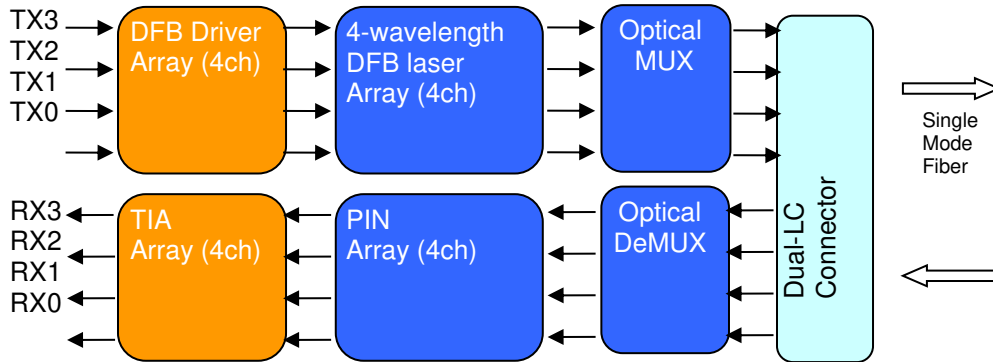 TX3
TX2
TX1
TX0
DFB Driver
Array (4ch)
4-wavelength
DFB laser
Array (4ch)
Optical
MUX
Single
Mode
Fiber
RX3
RX2
RX1
RX0
TIA
Array (4ch)
PIN
Array (4ch)
Optical
DeMUX
Dual-LC
Connector